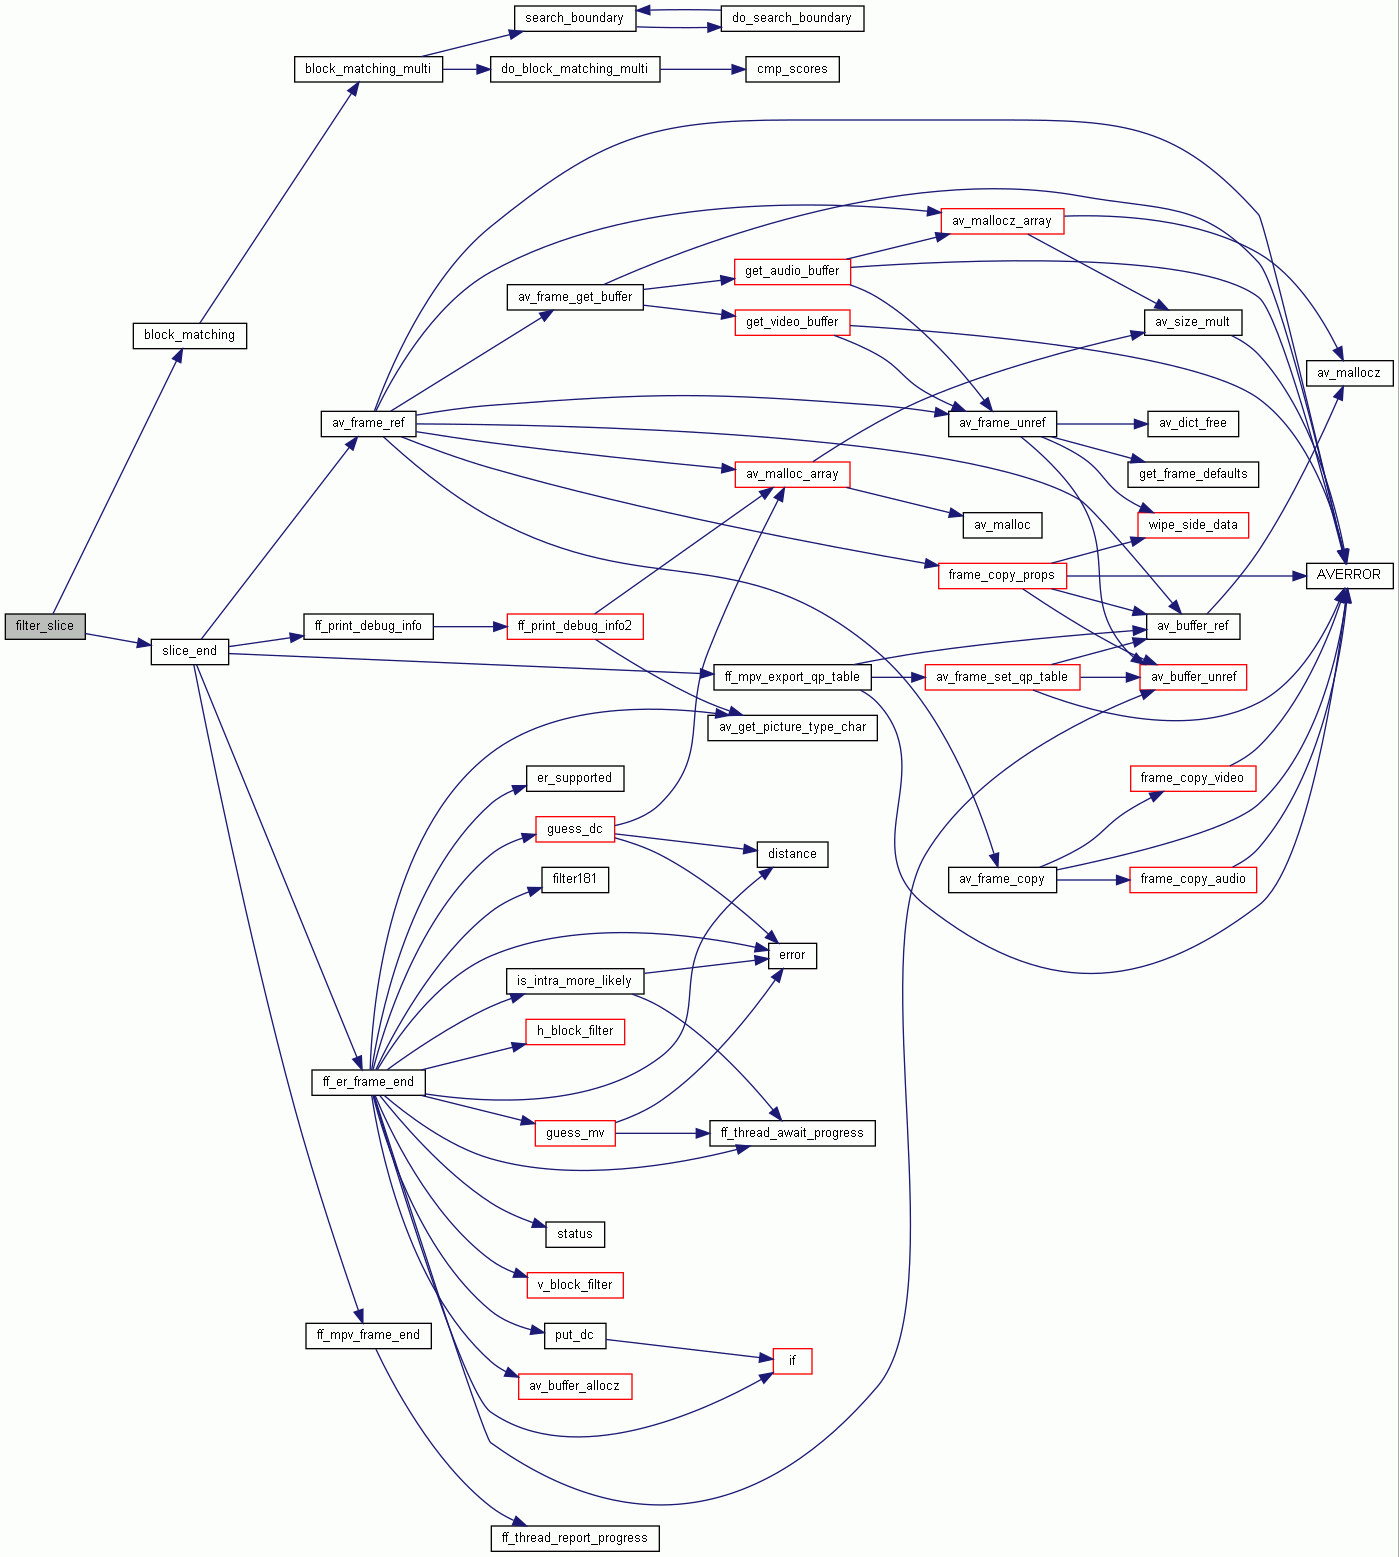 search_boundary
do_search_boundary
block_matching_multi
do_block_matching_multi
cmp_scores
av_mallocz_array
get_audio_buffer
av_frame_get_buffer
get_video_buffer
av_size_mult
block_matching
av_mallocz
av_frame_ref
av_frame_unref
av_dict_free
av_malloc_array
get_frame_defaults
av_malloc
wipe_side_data
frame_copy_props
AVERROR
filter_slice
ff_print_debug_info
ff_print_debug_info2
av_buffer_ref
slice_end
ff_mpv_export_qp_table
av_frame_set_qp_table
av_buffer_unref
av_get_picture_type_char
er_supported
frame_copy_video
guess_dc
distance
filter181
av_frame_copy
frame_copy_audio
error
is_intra_more_likely
h_block_filter
ff_er_frame_end
guess_mv
ff_thread_await_progress
status
v_block_filter
ff_mpv_frame_end
put_dc
if
av_buffer_allocz
ff_thread_report_progress